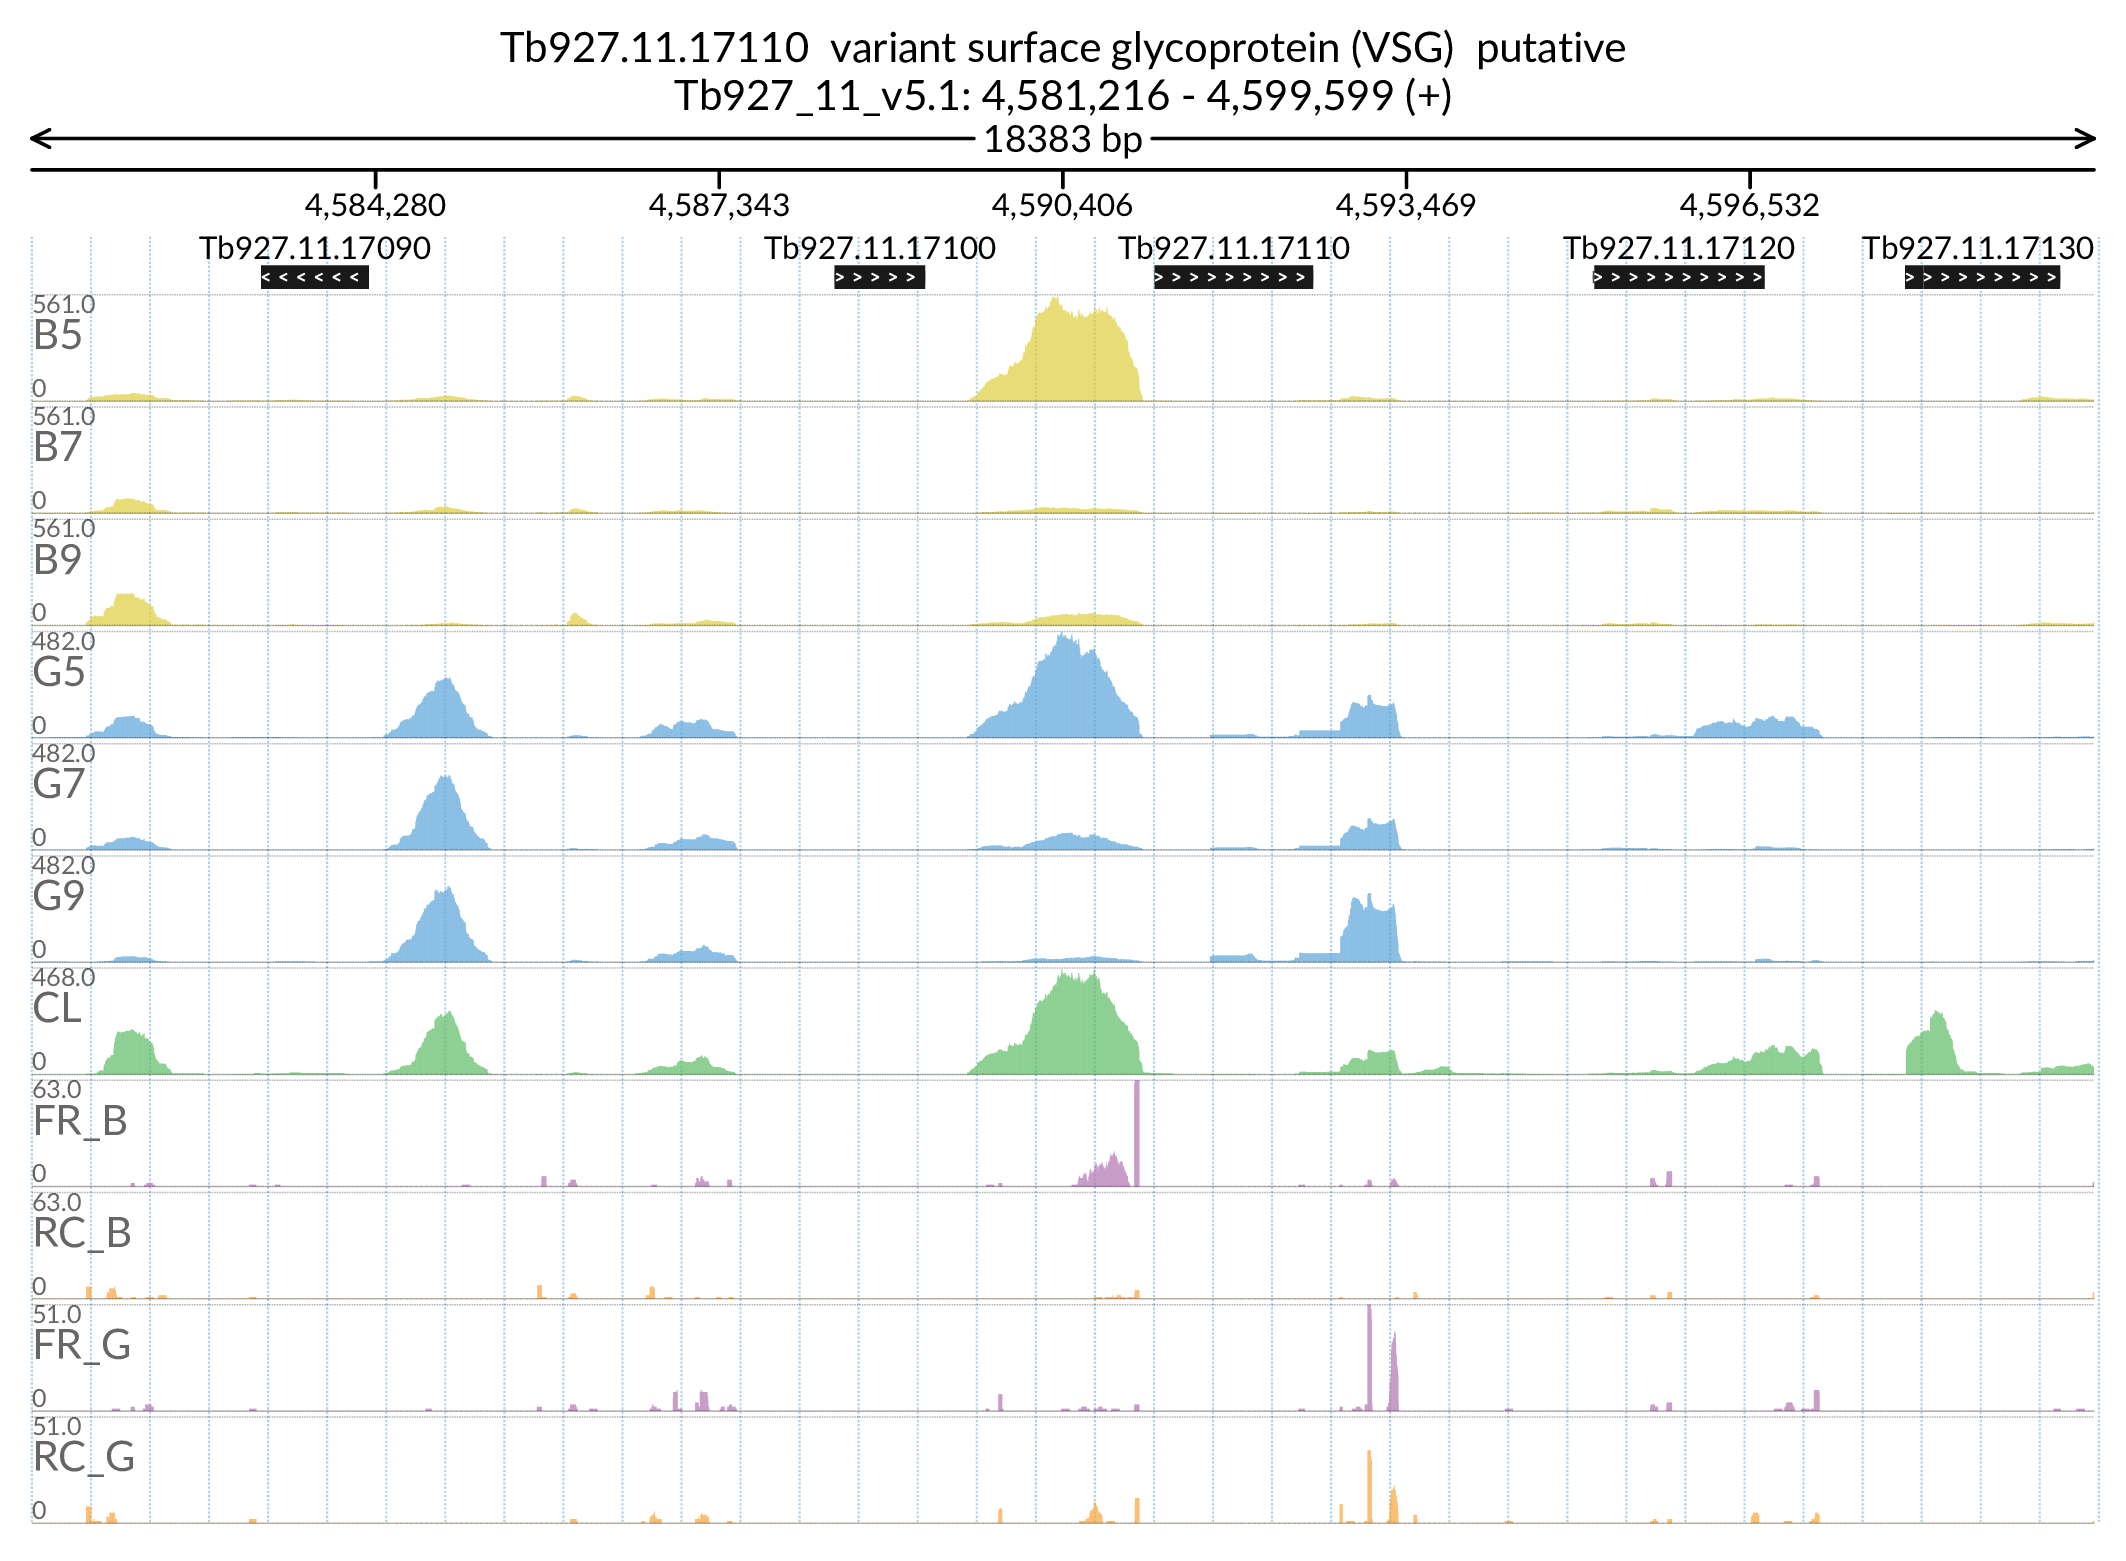 Tb927.11.17110 variant surface glycoprotein (VSG) putative
Tb927_11_v5.1: 4,581,216 - 4,599,599 (+)
18383 bp
4,584,280 4,587,343 4,590,406 4,593,469 4,596,532
Tb927.11.17090 Tb927.11.17100 Tb927.11.17110 Tb927.11.17120 Tb927.11.17130
561.0
B5
0
561.0
B7
0
561.0
B9
0
482.0
G5
0
482.0
G7
0
482.0
G9
0
468.0
CL
0
63.0
FR_B
0
63.0
RC_B
0
51.0
FR_G
0
51.0
RC_G
0